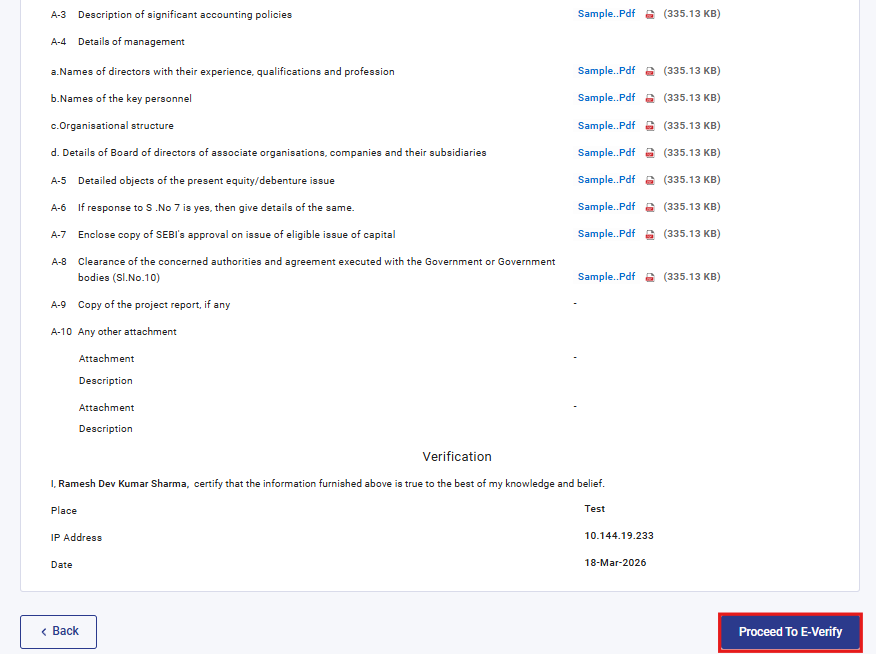 A-3 Description of significant accounting policies Sample..Pdf (335.13 KB)
A-4 Details of management
a.Names of directors with their experience, qualifications and profession Sample..Pdf (335.13 KB)
b.Names of the key personnel Sample..Pdf (335.13 KB)
c.Organisational structure Sample..Pdf (335.13 KB)
d. Details of Board of directors of associate organisations, companies and their subsidiaries Sample..Pdf (335.13 KB)
A-5 Detailed objects of the present equity/debenture issue Sample..Pdf (335.13 KB)
A-6 If response to S .No 7 is yes, then give details of the same. Sample..Pdf (335.13 KB)
A-7 Enclose copy of SEBI's approval on issue of eligible issue of capital Sample..Pdf (335.13 KB)
A-8 Clearance of the concerned authorities and agreement executed with the Government or Government
bodies (Sl.No.10) Sample..Pdf (335.13 KB)
A-9 Copy of the project report, if any -
A-10 Any other attachment
Attachment -
Description
Attachment -
Description
Verification
I, Ramesh Dev Kumar Sharma, certify that the information furnished above is true to the best of my knowledge and belief.
Place Test
IP Address 10.144.19.233
Date 18-Mar-2026
< Back Proceed To E-Verify